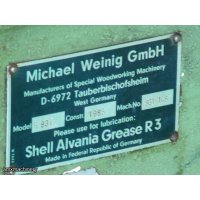 Michael Weinig GmbH
Manufacturers of Special Woodworking Machinery
D-6972 Tauberbischofsheim
West Germany
Model Constr. Mach.No.
Please use for lubrication:
Shell Alvania Grease R3
Made in Federal Republic of Germany